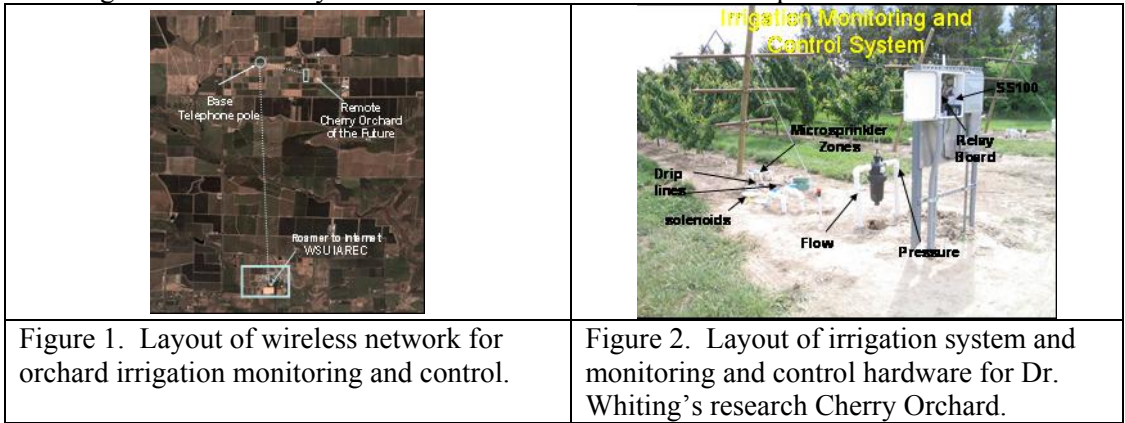 Base
Telephone pole
Remote
Cherry Orchard
of the Future
Roamer to Internet
WSU IAREC
Irrigation Monitoring and
Control System
SS100
Microsprinkler
Zones
Relay
Board
Drip
lines
solenoids
Flow
Pressure
Figure 1. Layout of wireless network for
orchard irrigation monitoring and control.
Figure 2. Layout of irrigation system and
monitoring and control hardware for Dr.
Whiting’s research Cherry Orchard.